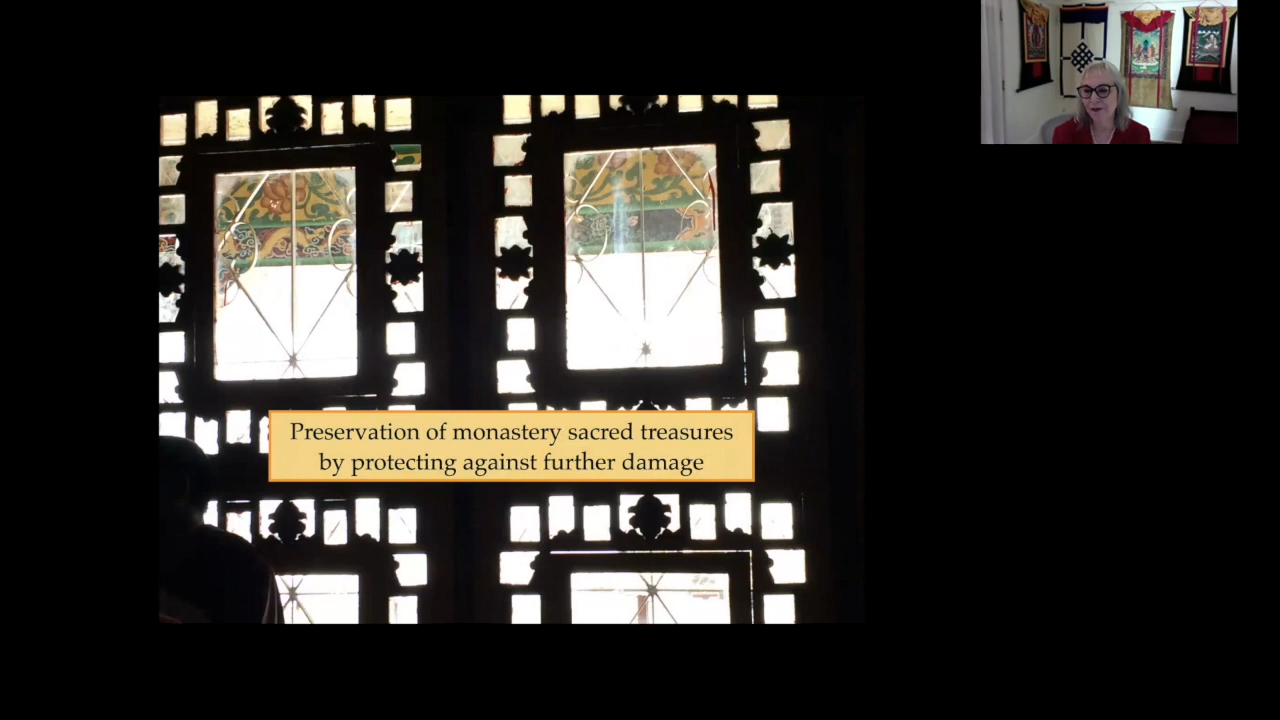 Preservation of monastery sacred treasures
by protecting against further damage